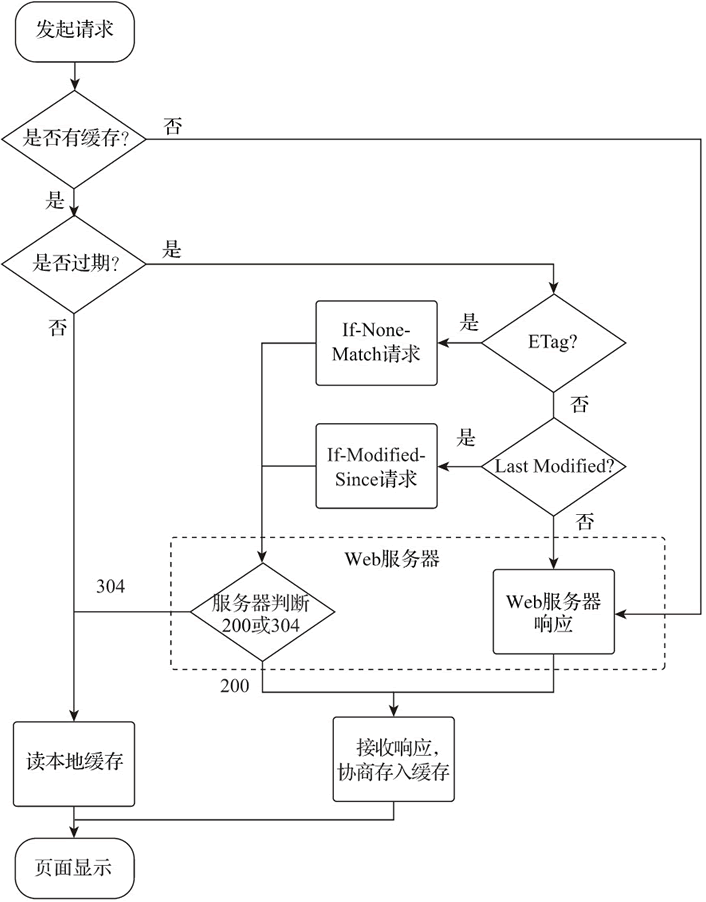 发起请求
是否有缓存?
否
是
是否过期?
是
否
If-None-
Match请求
是
ETag?
否
If-Modified-
Since请求
是
Last Modified?
否
Web服务器
304
服务器判断
200或304
Web服务器
响应
200
读本地缓存
接收响应，
协商存入缓存
页面显示